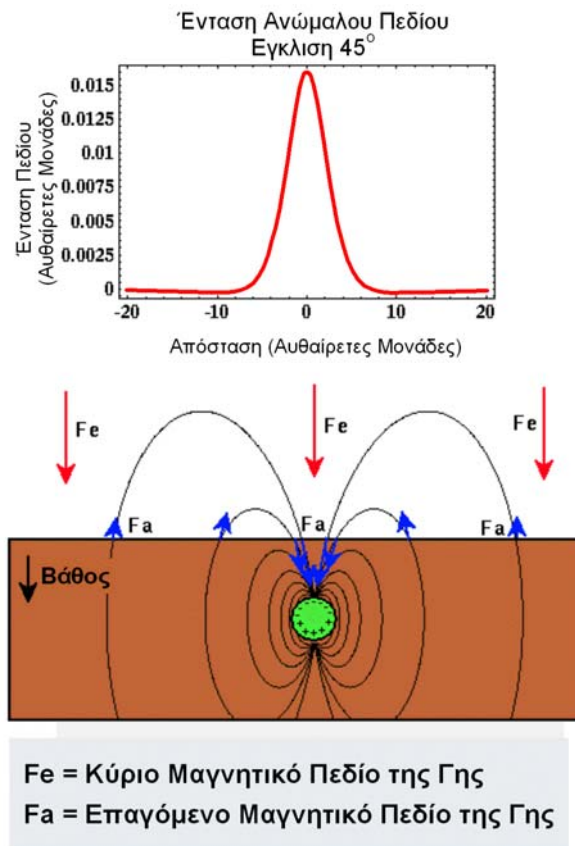 Ένταση Ανώμαλου Πεδίου
Εγκλιση 45°
Ένταση Πεδίου
(Αυθαίρετες Μονάδες)
0.015
0.0125
0.01
0.0075
0.005
0.0025
0
-20
-10
0
10
20
Απόσταση (Αυθαίρετες Μονάδες)
Fe
Fe
Fe
Fa
Fa
Fa
Βάθος
Fe = Κύριο Μαγνητικό Πεδίο της Γης
Fa = Επαγόμενο Μαγνητικό Πεδίο της Γης